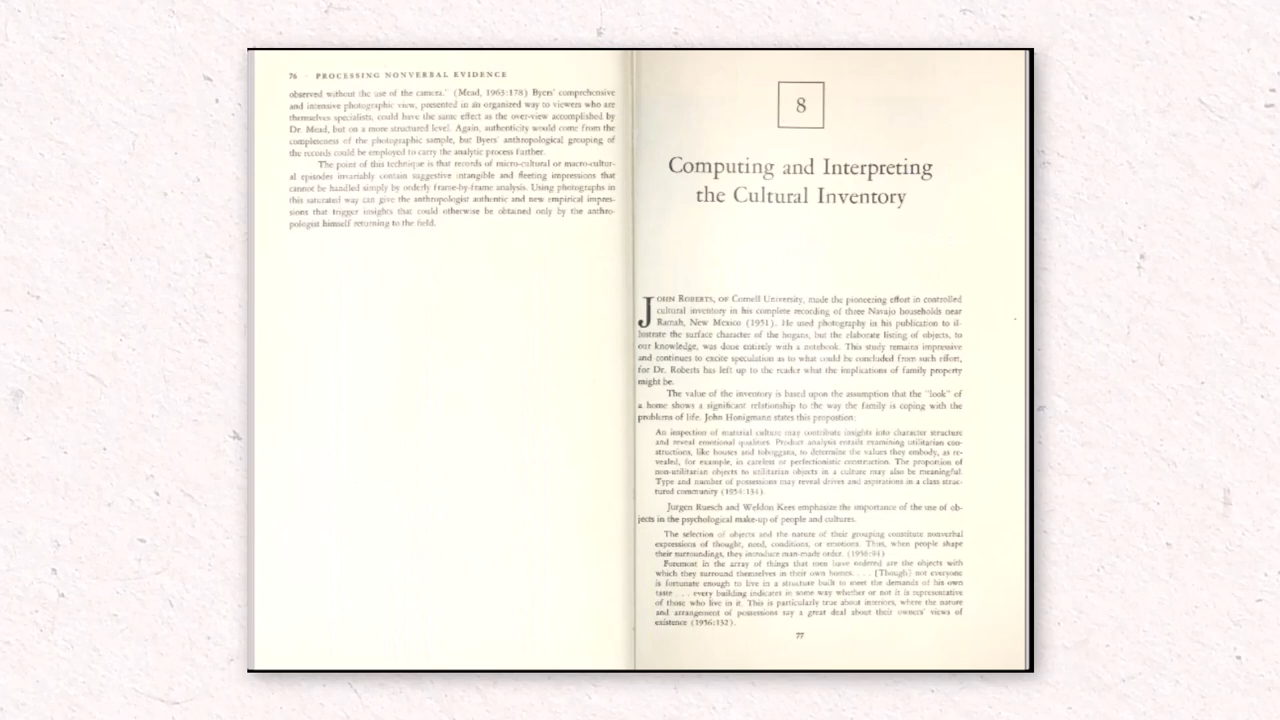 76 · PROCESSING NONVERBAL EVIDENCE
observed without the use of the camera." (Mead, 1963:178) Byers' comprehensive
and intensive photographic view, presented in an organized way to viewers who are
themselves specialists, could have the same effect as the over-view accomplished by
Dr. Mead, but on a more structured level. Again, authenticity would come from the
completeness of the photographic sample, but Byers' anthropological grouping of
the records could be employed to carry the analytic process further.
The point of this technique is that records of micro-cultural or macro-cultur-
al episodes invariably contain suggestive intangible and fleeting impressions that
cannot be handled simply by orderly frame-by-frame analysis. Using photographs in
this saturated way can give the anthropologist authentic and new empirical impres-
sions that trigger insights that could otherwise be obtained only by the anthro-
pologist himself returning to the field.
8
Computing and Interpreting
the Cultural Inventory
JOHN ROBERTS, OF Cornell University, made the pioneering effort in controlled
cultural inventory in his complete recording of three Navajo households near
Ramah, New Mexico (1951). He used photography in his publication to il-
lustrate the surface character of the hogans, but the elaborate listing of objects, to
our knowledge, was done entirely with a notebook. This study remains impressive
and continues to excite speculation as to what could be concluded from such effort,
for Dr. Roberts has left up to the reader what the implications of family property
might be.
The value of the inventory is based upon the assumption that the "look" of
a home shows a significant relationship to the way the family is coping with the
problems of life. John Honigmann states this propostion:
An inspection of material culture may contribute insights into character structure
and reveal emotional qualities. Product analysis entails examining utilitarian con-
structions, like houses and toboggans, to determine the values they embody, as re-
vealed, for example, in careless or perfectionistic construction. The proportion of
non-utilitarian objects to utilitarian objects in a culture may also be meaningful.
Type and number of possessions may reveal drives and aspirations in a class struc-
tured community (1954:134).
Jurgen Ruesch and Weldon Kees emphasize the importance of the use of ob-
jects in the psychological make-up of people and cultures.
The selection of objects and the nature of their grouping constitute nonverbal
expressions of thought, need, conditions, or emotions. Thus, when people shape
their surroundings, they introduce man-made order. (1956:94)
Foremost in the array of things that men have ordered are the objects with
which they surround themselves in their own homes. . . . [Though] not everyone
is fortunate enough to live in a structure built to meet the demands of his own
taste . . . every building indicates in some way whether or not it is representative
of those who live in it. This is particularly true about interiors, where the nature
and arrangement of possessions say a great deal about their owners' views of
existence (1956:132).
77